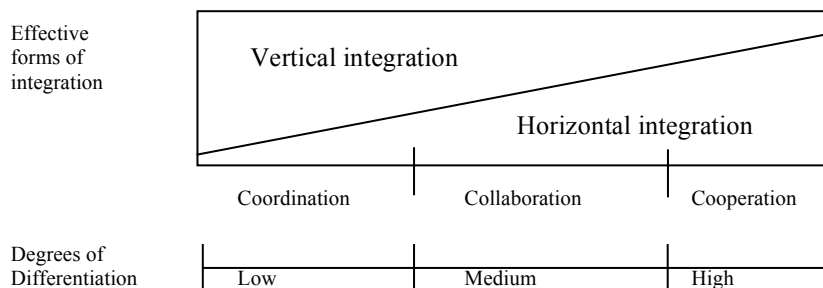 Effective
forms of
integration
Vertical integration
Horizontal integration
Coordination Collaboration Cooperation
Degrees of
Differentiation
Low Medium High